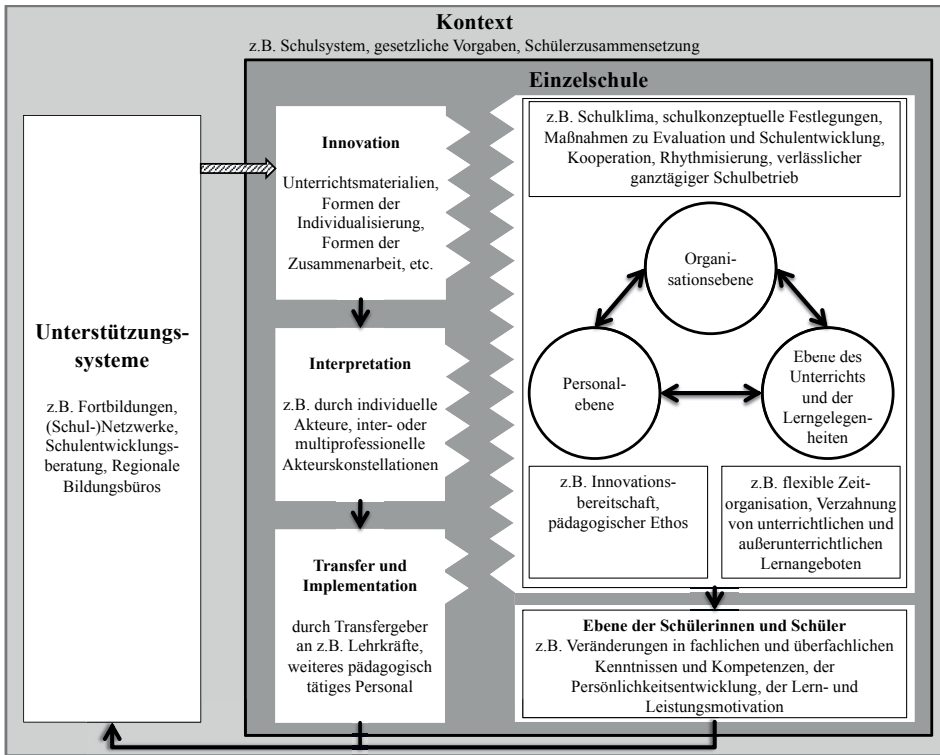 Kontext
z.B. Schulsystem, gesetzliche Vorgaben, Schülerzusammensetzung
Einzelschule
Unterstützungs-
systeme
z.B. Fortbildungen,
(Schul-)Netzwerke,
Schulentwicklungs-
beratung, Regionale
Bildungsbüros
Innovation
Unterrichtsmaterialien,
Formen der
Individualisierung,
Formen der
Zusammenarbeit, etc.
Interpretation
z.B. durch individuelle
Akteure, inter- oder
multiprofessionelle
Akteurskonstellationen
Transfer und
Implementation
durch Transfergeber
an z.B. Lehrkräfte,
weiteres pädagogisch
tätiges Personal
z.B. Schulklima, schulkonzeptuelle Festlegungen,
Maßnahmen zu Evaluation und Schulentwicklung,
Kooperation, Rhythmisierung, verlässlicher
ganztägiger Schulbetrieb
Organi-
sationsebene
Personal-
ebene
Ebene des
Unterrichts
und der
Lerngelegen-
heiten
z.B. Innovations-
bereitschaft,
pädagogischer Ethos
z.B. flexible Zeit-
organisation, Verzahnung
von unterrichtlichen und
außerunterrichtlichen
Lernangeboten
Ebene der Schülerinnen und Schüler
z.B. Veränderungen in fachlichen und überfachlichen
Kenntnissen und Kompetenzen, der
Persönlichkeitsentwicklung, der Lern- und
Leistungsmotivation